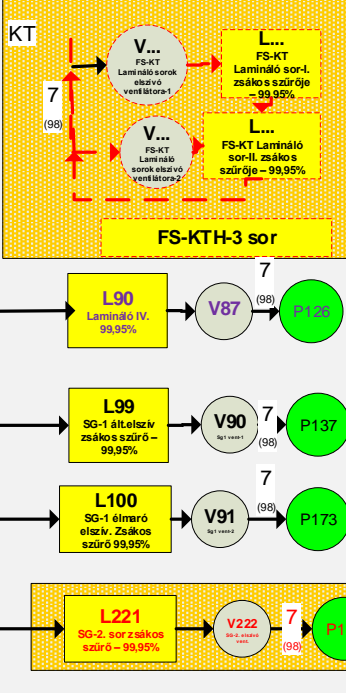 KT
V...
FS-KT
Lamináló sorok
elszívó
ventilátora-1
L...
FS-KT
Lamináló sor-I.
zsákos szűrője
– 99,95%
7
(98)
V...
FS-KT
Lamináló
sorok elszívó
ventilátora-2
L...
FS-KT Lamináló
sor-II. zsákos
szűrője – 99,95%
FS-KTH-3 sor
L90
Lamináló IV.
99,95%
V87
7
(98)
P126
L99
SG-1 ált.elszív
zsákos szűrő –
99,95%
V90
Sg1 vent-1
7
(98)
P137
L100
SG-1 élmaró
elszív. Zsákos
szűrő 99,95%
V91
Sg1 vent-2
7
(98)
P173
L221
SG-2. sor zsákos
szűrő – 99,95%
V222
SG-2. elszívó
vent.
7
(98)
P1